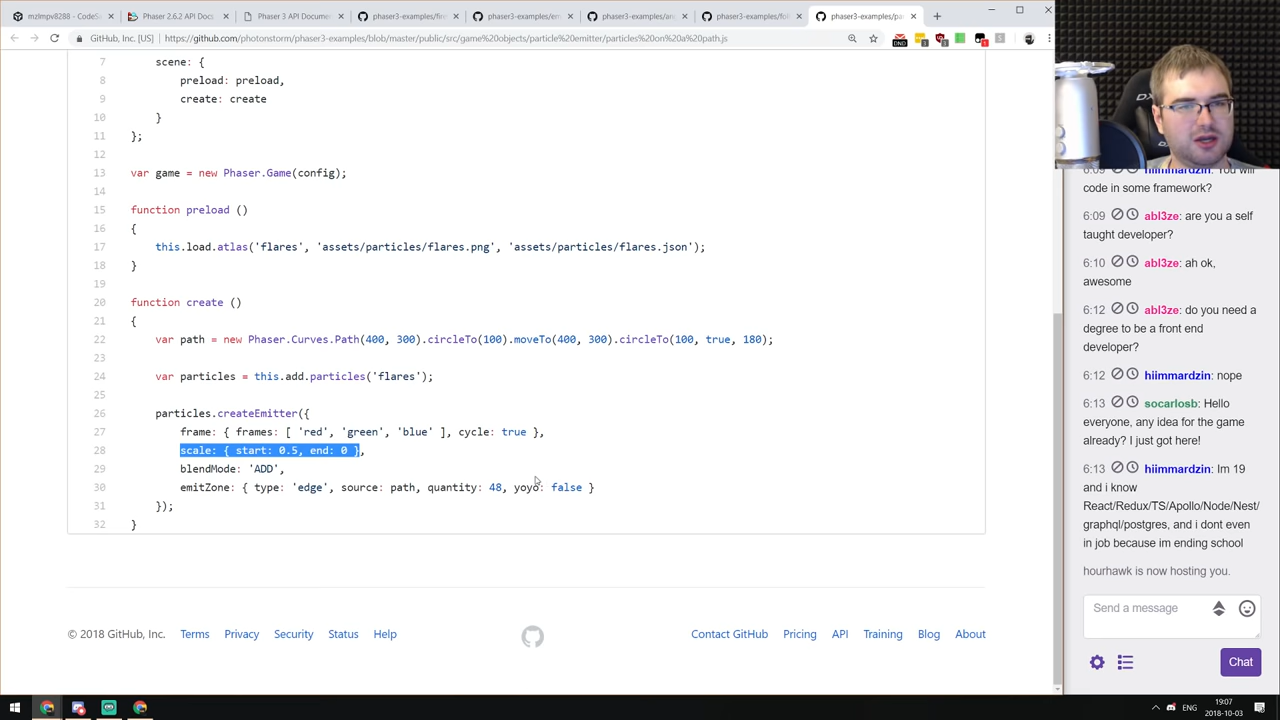 mzlmpv8288 - CodeS
Phaser 2.6.2 API Docu
Phaser 3 API Documen
phaser3-examples/fire
phaser3-examples/em
phaser3-examples/an
phaser3-examples/foll
phaser3-examples/par
GitHub, Inc. [US]
https://github.com/photonstorm/phaser3-examples/blob/master/public/src/game%20objects/particle%20emitter/particles%20on%20a%20path.js
7 scene: {
8 preload: preload,
9 create: create
10 }
11 };
12
13 var game = new Phaser.Game(config);
14
15 function preload ()
16 {
17 this.load.atlas('flares', 'assets/particles/flares.png', 'assets/particles/flares.json');
18 }
19
20 function create ()
21 {
22 var path = new Phaser.Curves.Path(400, 300).circleTo(100).moveTo(400, 300).circleTo(100, true, 180);
23
24 var particles = this.add.particles('flares');
25
26 particles.createEmitter({
27 frame: { frames: [ 'red', 'green', 'blue' ], cycle: true },
28 scale: { start: 0.5, end: 0 },
29 blendMode: 'ADD',
30 emitZone: { type: 'edge', source: path, quantity: 48, yoyo: false }
31 });
32 }
© 2018 GitHub, Inc. Terms Privacy Security Status Help
Contact GitHub Pricing API Training Blog About
6:09 hiimmardzin: You will
code in some framework?
6:09 abl3ze: are you a self
taught developer?
6:10 abl3ze: ah ok,
awesome
6:12 abl3ze: do you need a
degree to be a front end
developer?
6:12 hiimmardzin: nope
6:13 socarlosb: Hello
everyone, any idea for the game
already? I just got here!
6:13 hiimmardzin: Im 19
and i know
React/Redux/TS/Apollo/Node/Nest/
graphql/postgres, and i dont even
in job because im ending school
hourhawk is now hosting you.
Send a message
Chat
ENG
19:07
2018-10-03